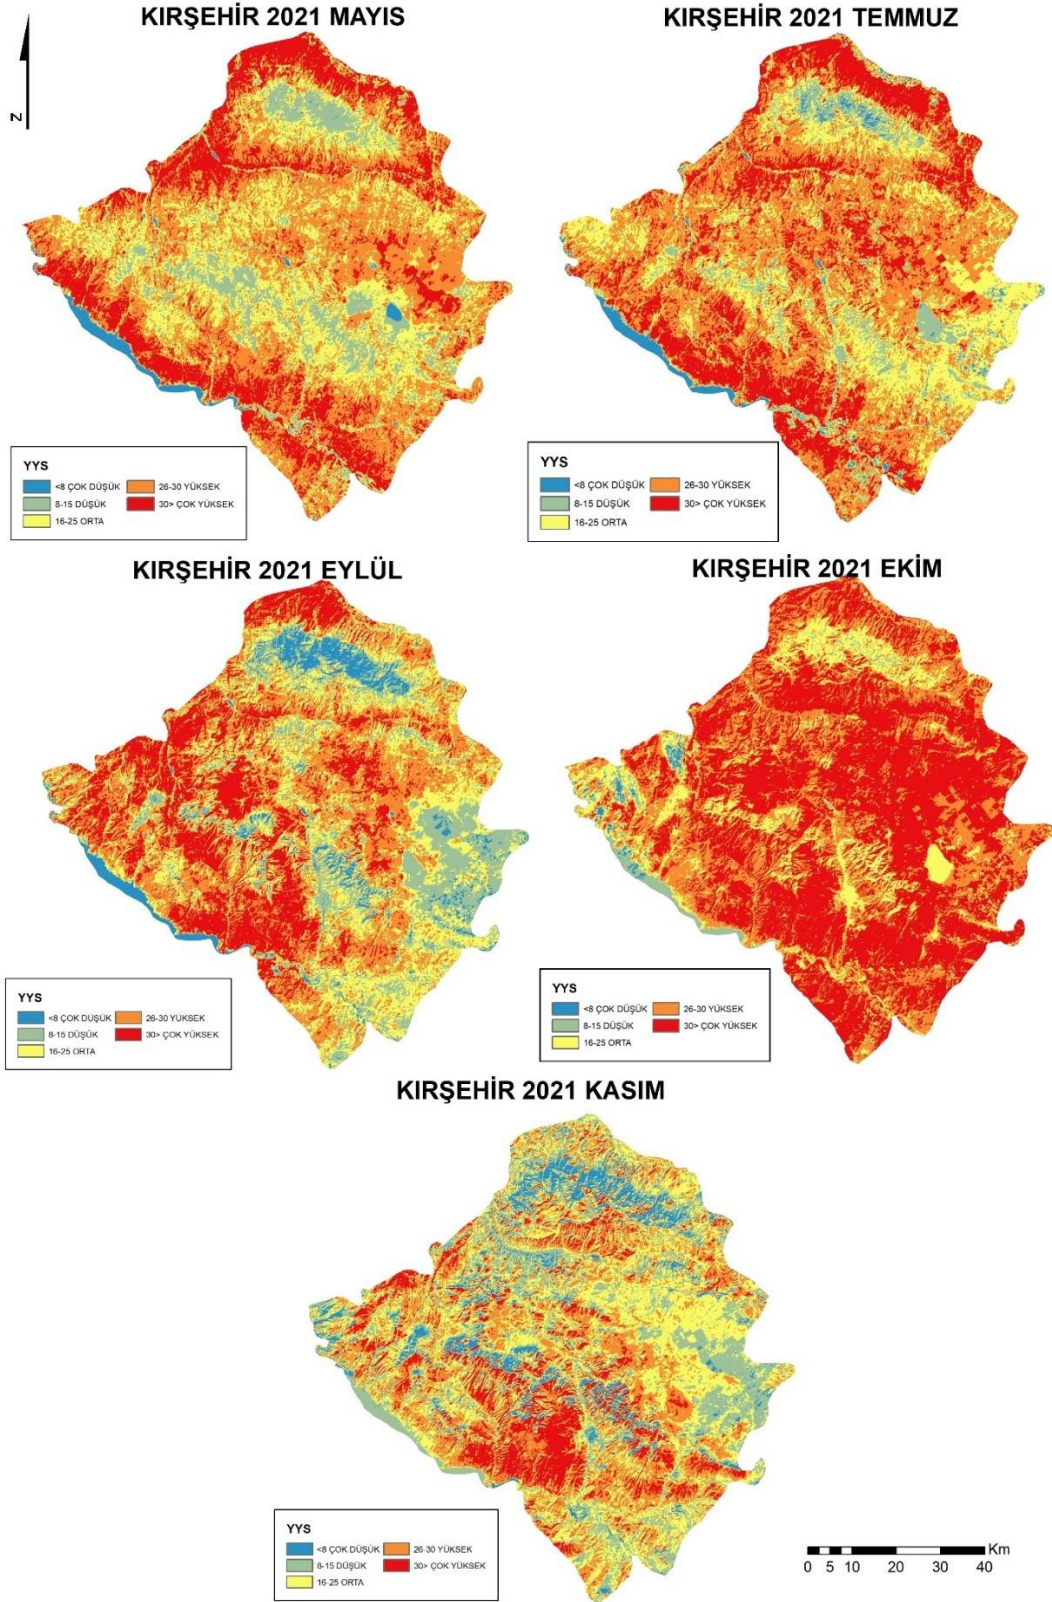 KIRŞEHİR 2021 MAYIS
KIRŞEHİR 2021 TEMMUZ
N
YYS
<8 ÇOK DÜŞÜK 26-30 YÜKSEK
8-15 DÜŞÜK 30> ÇOK YÜKSEK
16-25 ORTA
YYS
<8 ÇOK DÜŞÜK 26-30 YÜKSEK
8-15 DÜŞÜK 30> ÇOK YÜKSEK
16-25 ORTA
KIRŞEHİR 2021 EYLÜL
KIRŞEHİR 2021 EKİM
YYS
<8 ÇOK DÜŞÜK 26-30 YÜKSEK
8-15 DÜŞÜK 30> ÇOK YÜKSEK
16-25 ORTA
YYS
<8 ÇOK DÜŞÜK 26-30 YÜKSEK
8-15 DÜŞÜK 30> ÇOK YÜKSEK
16-25 ORTA
KIRŞEHİR 2021 KASIM
YYS
<8 ÇOK DÜŞÜK 26-30 YÜKSEK
8-15 DÜŞÜK 30> ÇOK YÜKSEK
16-25 ORTA
Km
0 5 10 20 30 40